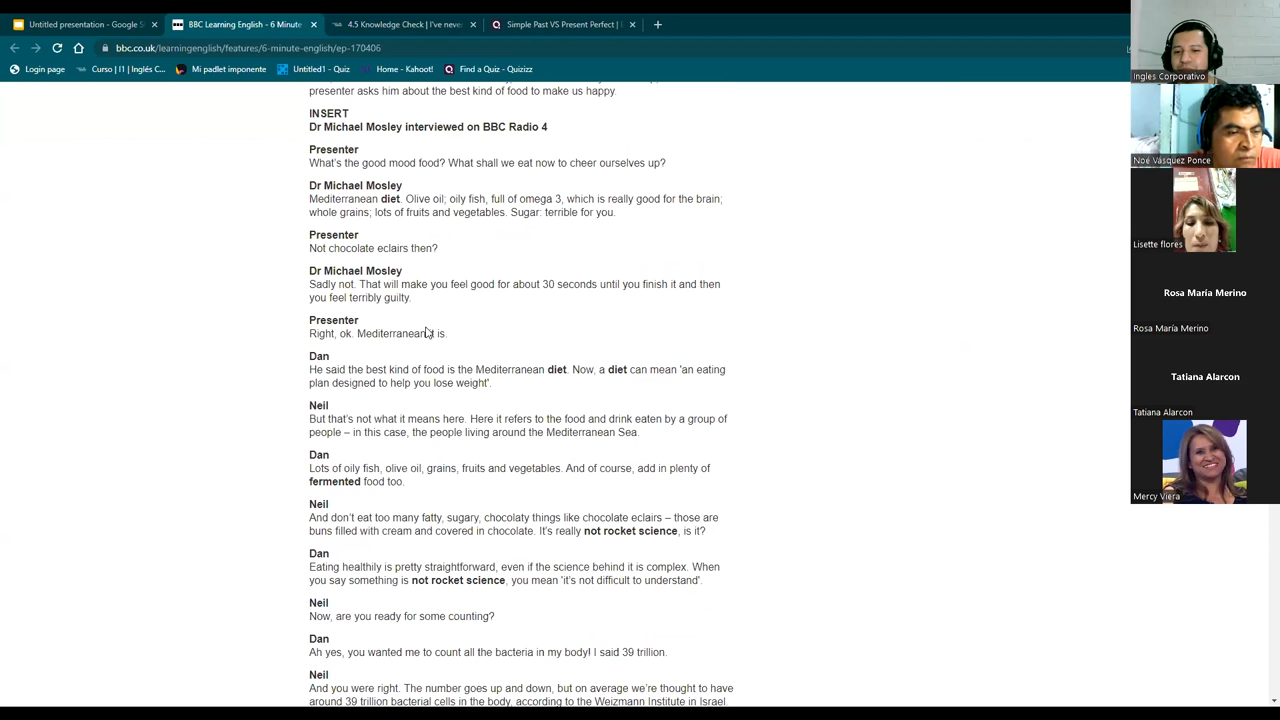 Untitled presentation - Google S
BBC Learning English - 6 Minute
4.5 Knowledge Check | I've never
Simple Past VS Present Perfect |
bbc.co.uk/learningenglish/features/6-minute-english/ep-170406
Login page
Curso | I1 | Inglés C...
Mi padlet imponente
Untitled1 - Quiz
Home - Kahoot!
Find a Quiz - Quizizz
presenter asks him about the best kind of food to make us happy.
INSERT
Dr Michael Mosley interviewed on BBC Radio 4
Presenter
What's the good mood food? What shall we eat now to cheer ourselves up?
Dr Michael Mosley
Mediterranean diet. Olive oil; oily fish, full of omega 3, which is really good for the brain;
whole grains; lots of fruits and vegetables. Sugar: terrible for you.
Presenter
Not chocolate eclairs then?
Dr Michael Mosley
Sadly not. That will make you feel good for about 30 seconds until you finish it and then
you feel terribly guilty.
Presenter
Right, ok. Mediterranean it is.
Dan
He said the best kind of food is the Mediterranean diet. Now, a diet can mean 'an eating
plan designed to help you lose weight'.
Neil
But that's not what it means here. Here it refers to the food and drink eaten by a group of
people – in this case, the people living around the Mediterranean Sea.
Dan
Lots of oily fish, olive oil, grains, fruits and vegetables. And of course, add in plenty of
fermented food too.
Neil
And don't eat too many fatty, sugary, chocolaty things like chocolate eclairs – those are
buns filled with cream and covered in chocolate. It's really not rocket science, is it?
Dan
Eating healthily is pretty straightforward, even if the science behind it is complex. When
you say something is not rocket science, you mean 'it's not difficult to understand'.
Neil
Now, are you ready for some counting?
Dan
Ah yes, you wanted me to count all the bacteria in my body! I said 39 trillion.
Neil
And you were right. The number goes up and down, but on average we're thought to have
around 39 trillion bacterial cells in the body, according to the Weizmann Institute in Israel.
Ingles Corporativo
Noé Vásquez Ponce
Lisette flores
Rosa María Merino
Rosa María Merino
Tatiana Alarcon
Tatiana Alarcon
Mercy Viera